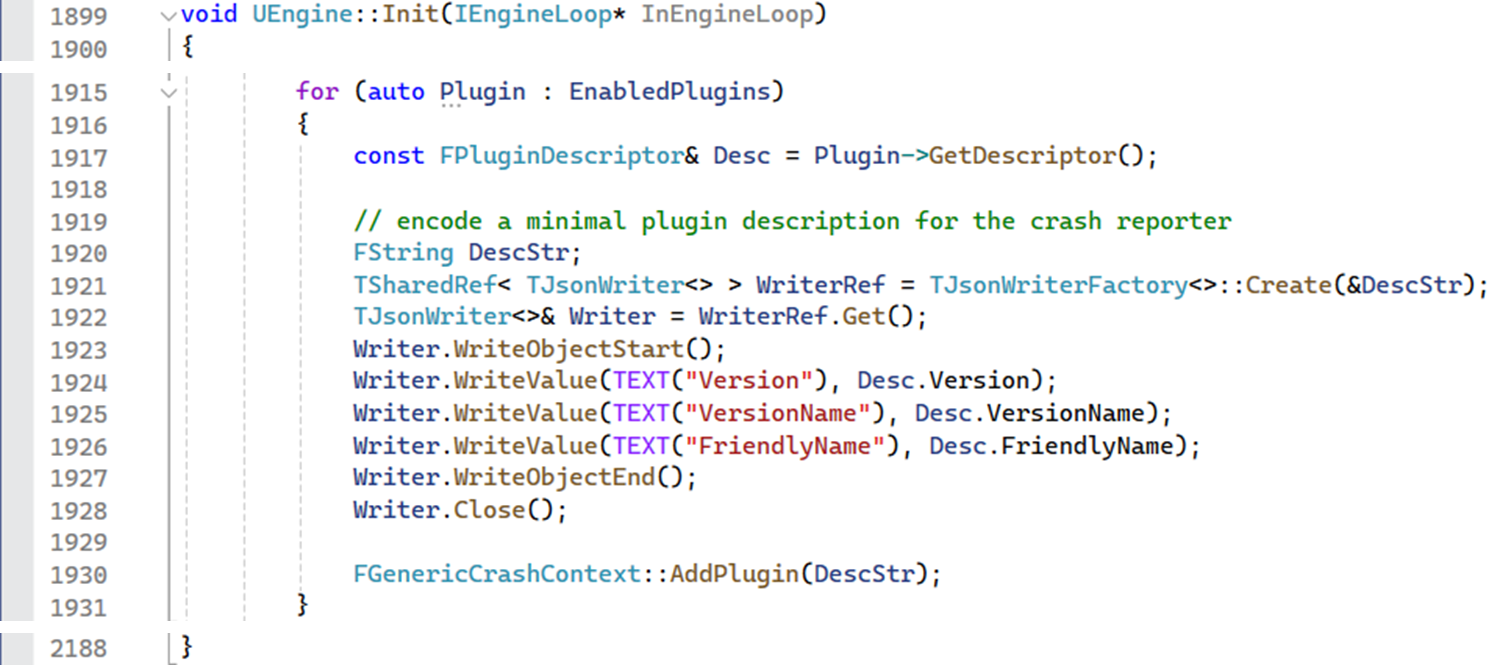 1899 void UEngine::Init(IEngineLoop* InEngineLoop)
1900 {
1915 for (auto Plugin : EnabledPlugins)
1916 {
1917 const FPluginDescriptor& Desc = Plugin->GetDescriptor();
1918
1919 // encode a minimal plugin description for the crash reporter
1920 FString DescStr;
1921 TSharedRef< TJsonWriter<> > WriterRef = TJsonWriterFactory<>::Create(&DescStr);
1922 TJsonWriter<>& Writer = WriterRef.Get();
1923 Writer.WriteObjectStart();
1924 Writer.WriteValue(TEXT("Version"), Desc.Version);
1925 Writer.WriteValue(TEXT("VersionName"), Desc.VersionName);
1926 Writer.WriteValue(TEXT("FriendlyName"), Desc.FriendlyName);
1927 Writer.WriteObjectEnd();
1928 Writer.Close();
1929
1930 FGenericCrashContext::AddPlugin(DescStr);
1931 }
2188 }